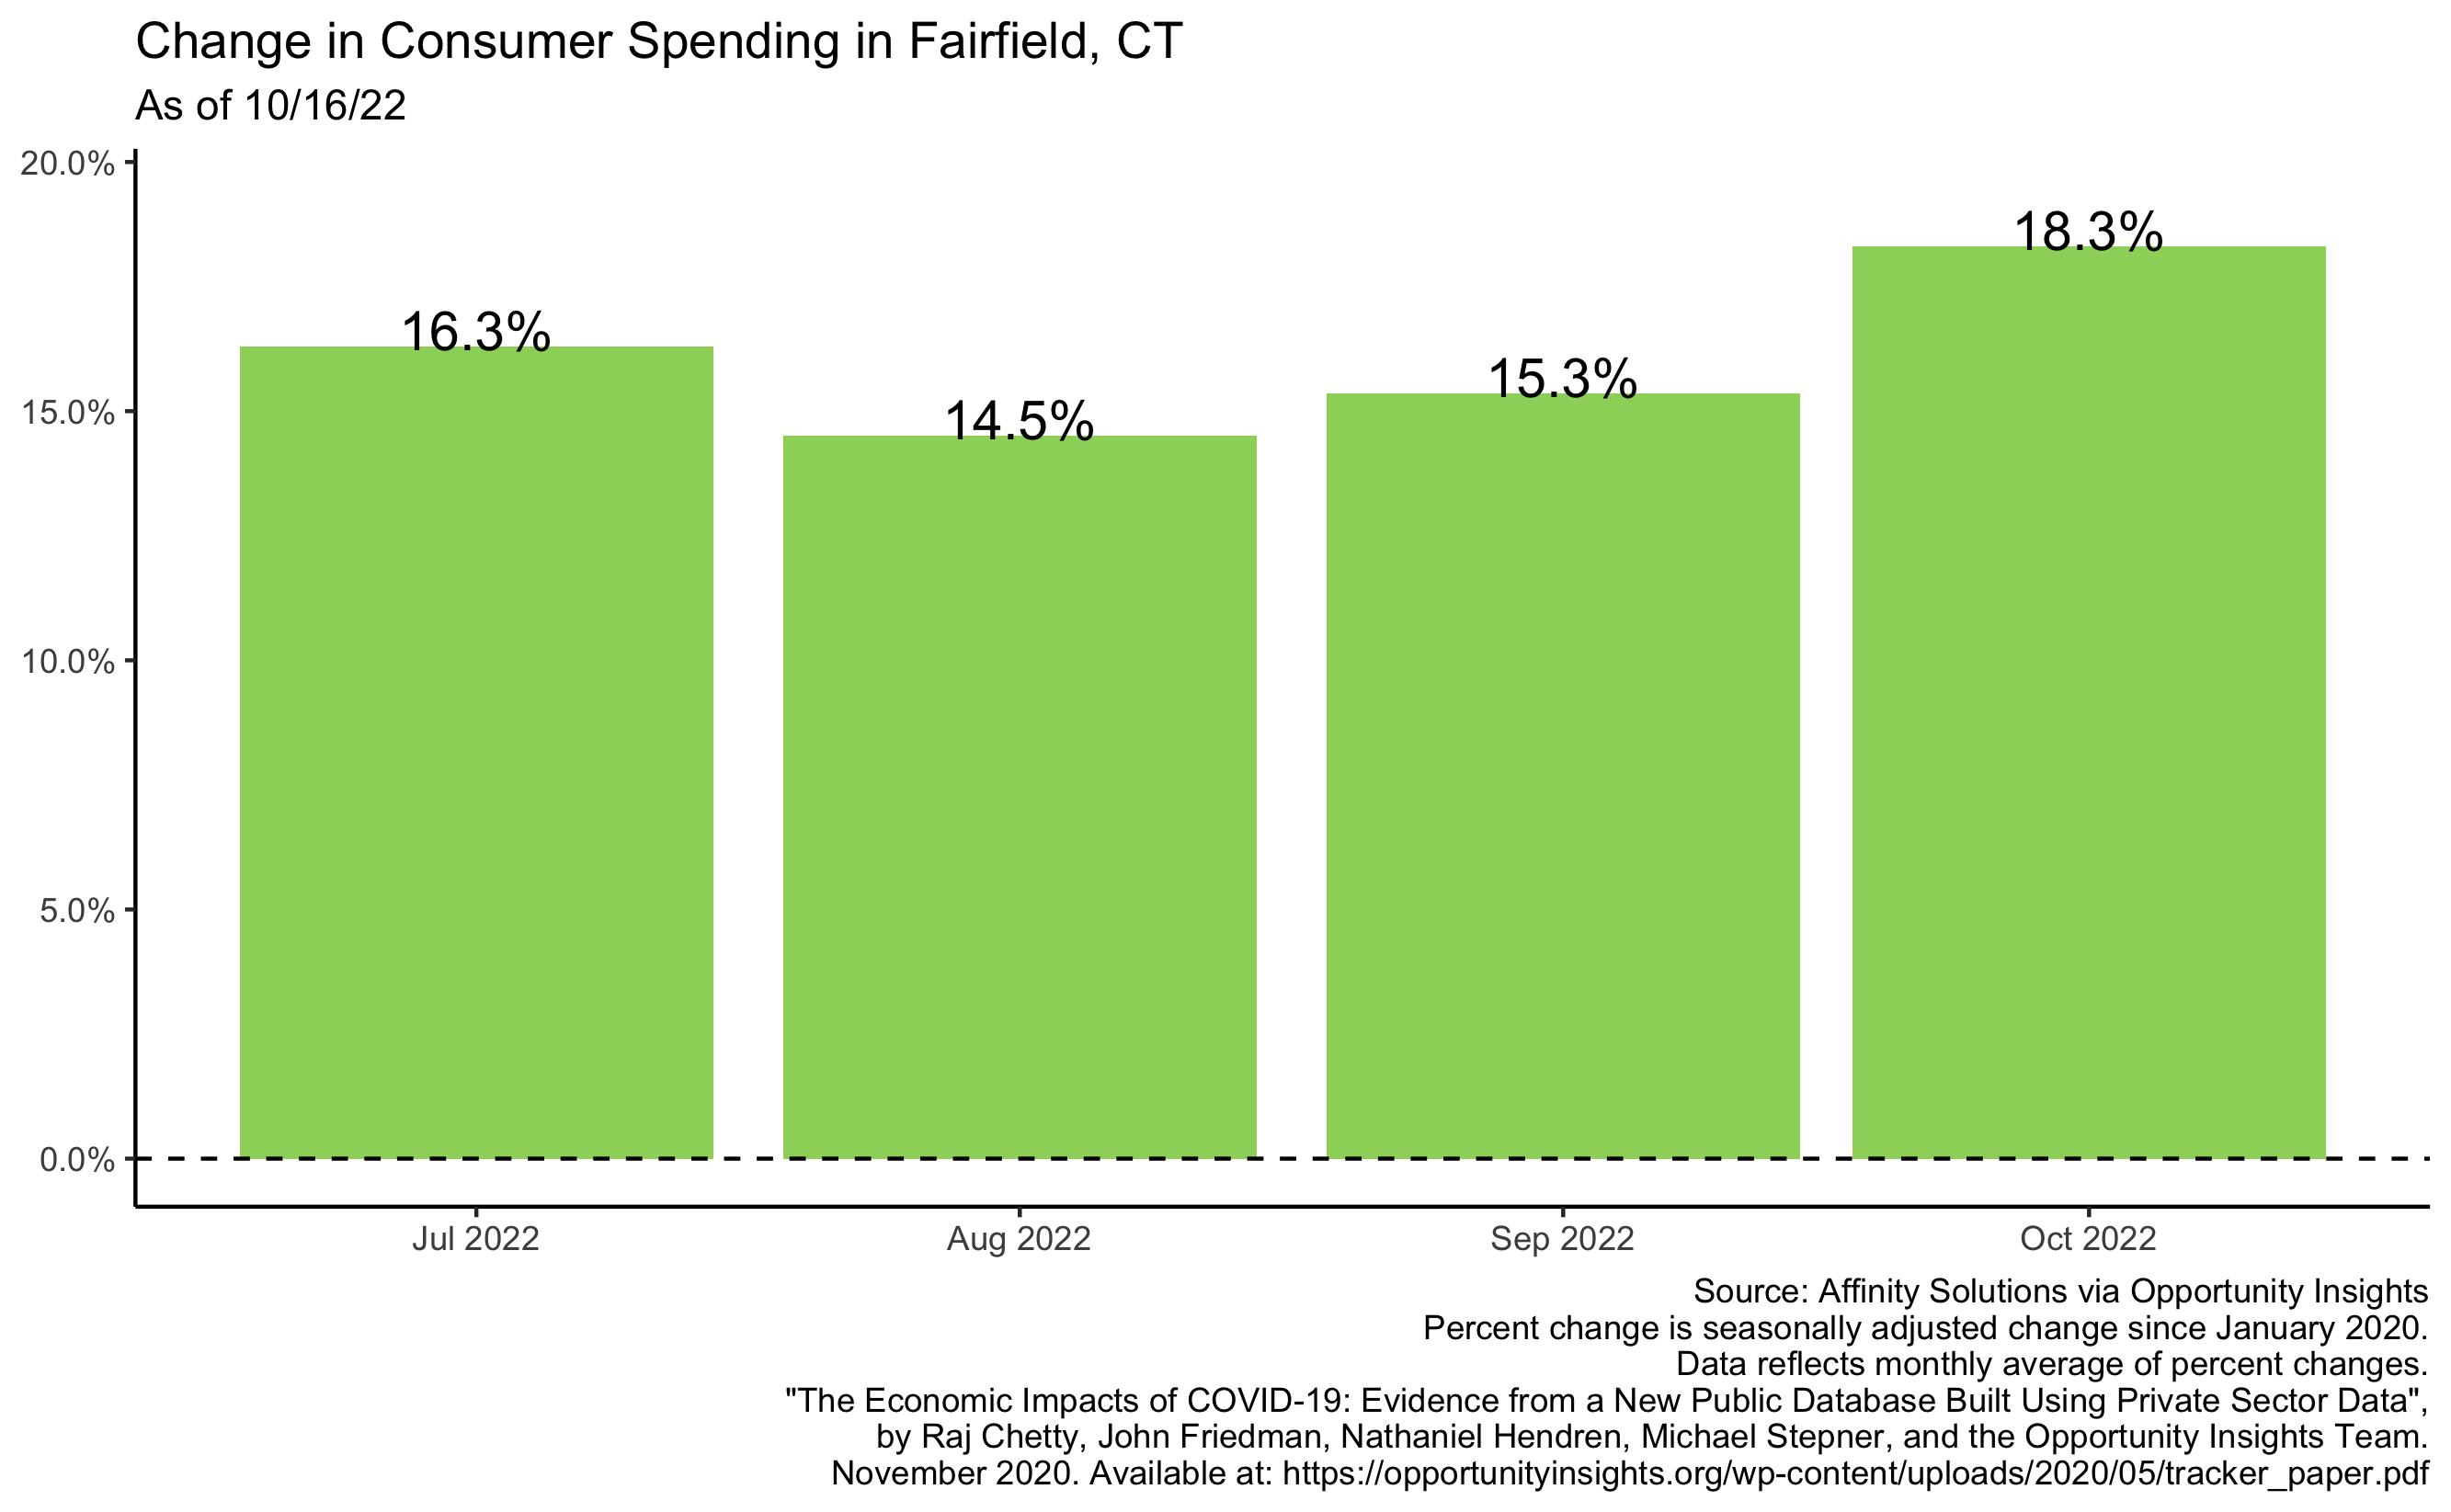 Change in Consumer Spending in Fairfield, CT
As of 10/16/22
20.0%
15.0%
10.0%
5.0%
0.0%
16.3%
14.5%
15.3%
18.3%
Jul 2022
Aug 2022
Sep 2022
Oct 2022
Source: Affinity Solutions via Opportunity Insights
Percent change is seasonally adjusted change since January 2020.
Data reflects monthly average of percent changes.
"The Economic Impacts of COVID-19: Evidence from a New Public Database Built Using Private Sector Data",
by Raj Chetty, John Friedman, Nathaniel Hendren, Michael Stepner, and the Opportunity Insights Team.
November 2020. Available at: https://opportunityinsights.org/wp-content/uploads/2020/05/tracker_paper.pdf